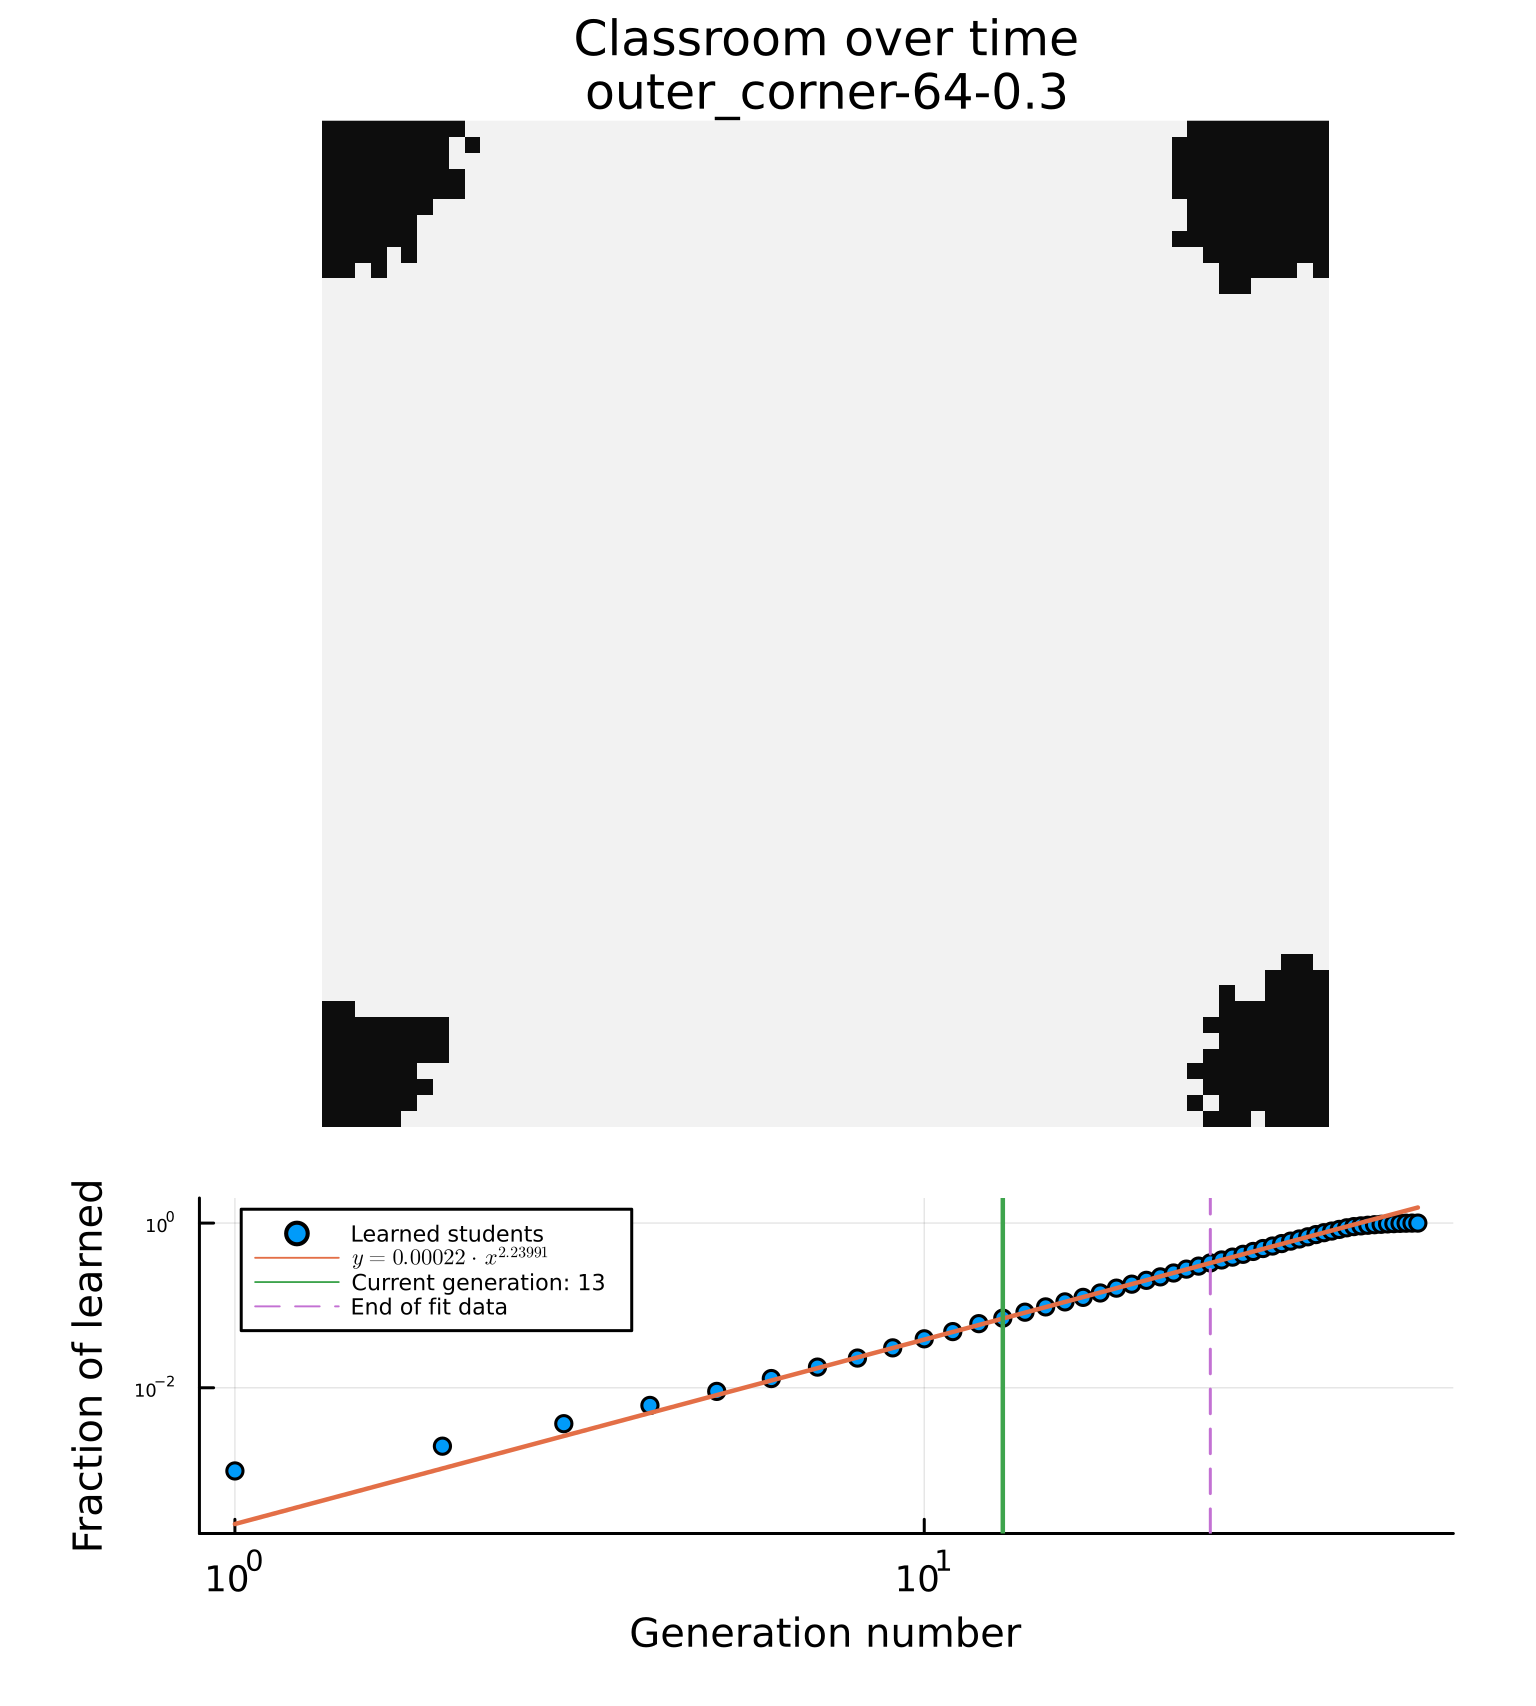 Classroom over time
outer_corner-64-0.3
Fraction of learned
10^0
10^-2
Learned students
y = 0.00022 · x^2.23991
Current generation: 13
End of fit data
10^0
10^1
Generation number